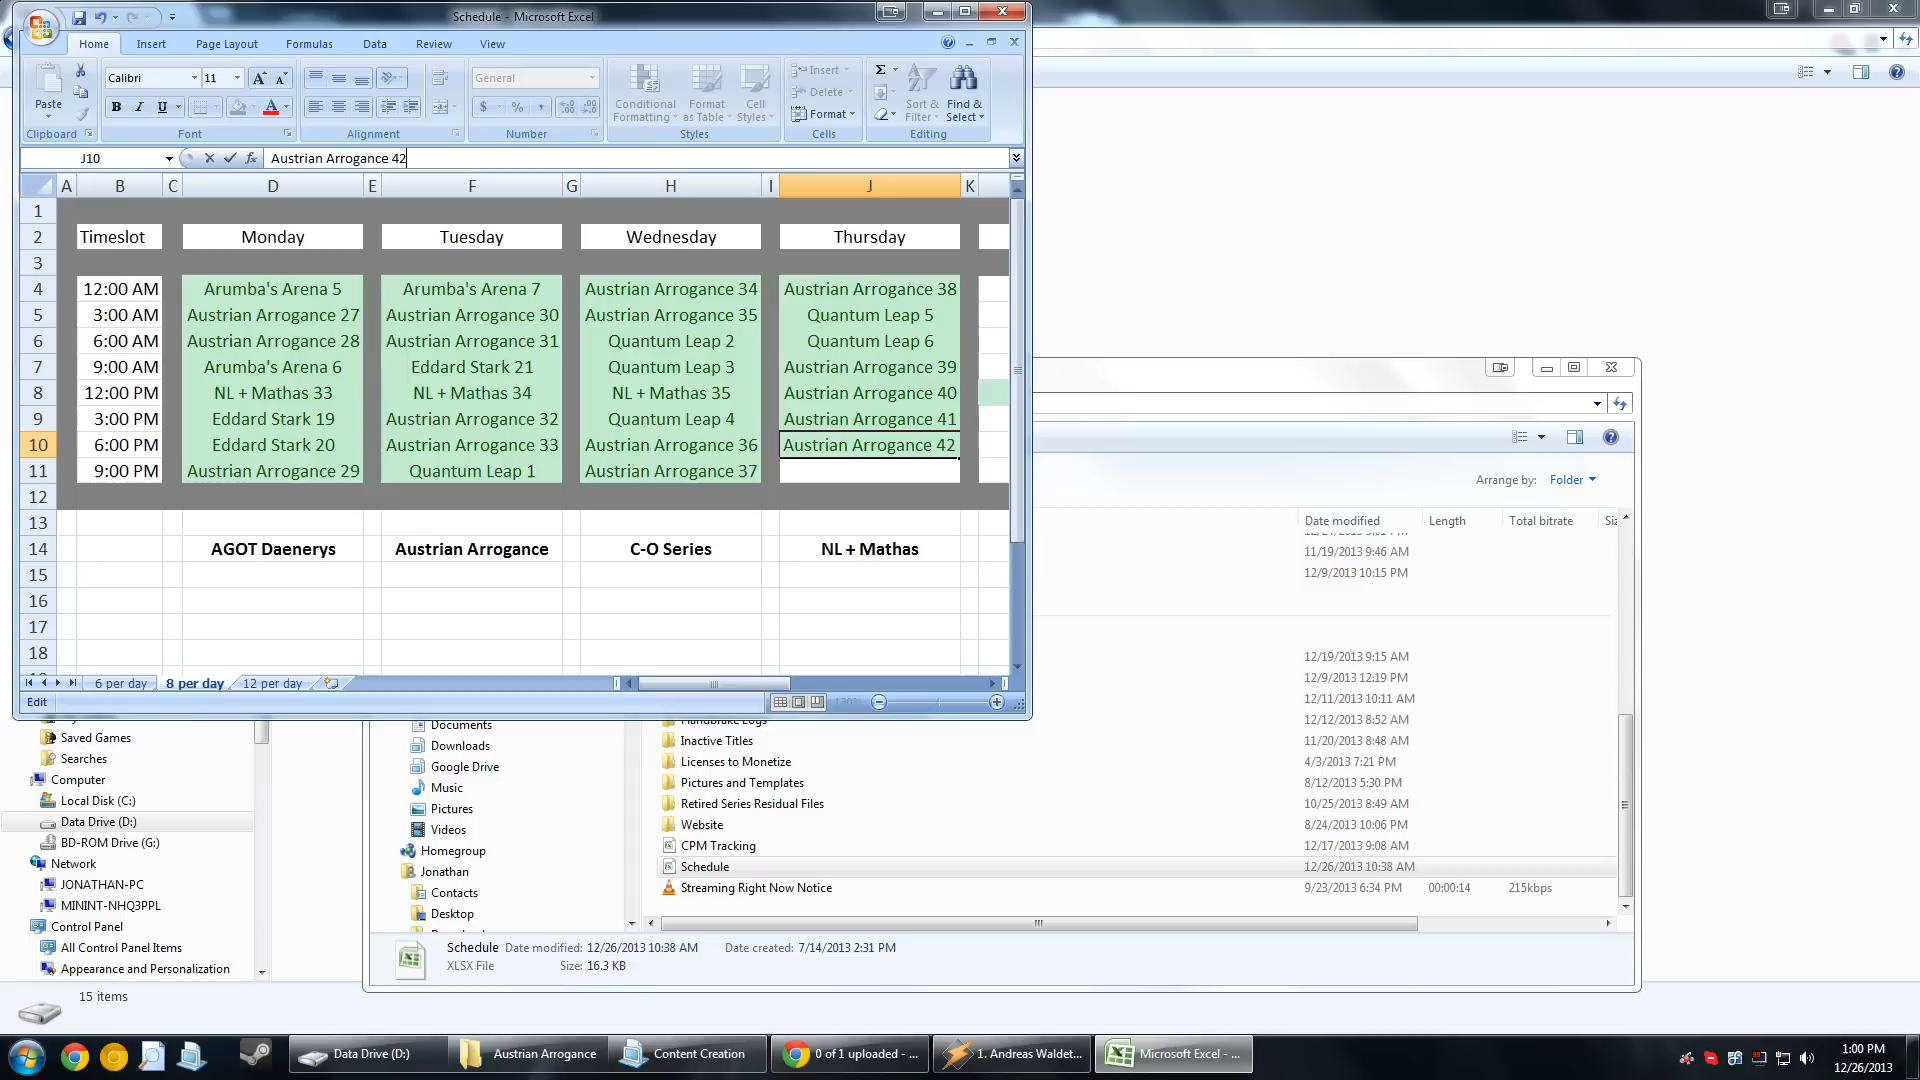 Schedule - Microsoft Excel
Home Insert Page Layout Formulas Data Review View
Calibri 11 General
Paste
B I U
$ % ,
Conditional Formatting Format as Table Cell Styles
Insert
Delete
Format
Sort & Filter Find & Select
Clipboard Font Alignment Number Styles Cells Editing
J10 fx Austrian Arrogance 42
A B C D E F G H I J K
1
2 Timeslot Monday Tuesday Wednesday Thursday
3
4 12:00 AM Arumba's Arena 5 Arumba's Arena 7 Austrian Arrogance 34 Austrian Arrogance 38
5 3:00 AM Austrian Arrogance 27 Austrian Arrogance 30 Austrian Arrogance 35 Quantum Leap 5
6 6:00 AM Austrian Arrogance 28 Austrian Arrogance 31 Quantum Leap 2 Quantum Leap 6
7 9:00 AM Arumba's Arena 6 Eddard Stark 21 Quantum Leap 3 Austrian Arrogance 39
8 12:00 PM NL + Mathas 33 NL + Mathas 34 NL + Mathas 35 Austrian Arrogance 40
9 3:00 PM Eddard Stark 19 Austrian Arrogance 32 Quantum Leap 4 Austrian Arrogance 41
10 6:00 PM Eddard Stark 20 Austrian Arrogance 33 Austrian Arrogance 36 Austrian Arrogance 42
11 9:00 PM Austrian Arrogance 29 Quantum Leap 1 Austrian Arrogance 37
12
13
14 AGOT Daenerys Austrian Arrogance C-O Series NL + Mathas
15
16
17
18
6 per day 8 per day 12 per day
Edit
Arrange by: Folder
Date modified Length Total bitrate
11/19/2013 9:46 AM
12/9/2013 10:15 PM
12/19/2013 9:15 AM
12/9/2013 12:19 PM
12/11/2013 10:11 AM
Handbrake Logs 12/12/2013 8:52 AM
Inactive Titles 11/20/2013 8:48 AM
Licenses to Monetize 4/3/2013 7:21 PM
Pictures and Templates 8/12/2013 5:30 PM
Retired Series Residual Files 10/25/2013 8:49 AM
Website 8/24/2013 10:06 PM
CPM Tracking 12/17/2013 9:08 AM
Schedule 12/26/2013 10:38 AM
Streaming Right Now Notice 9/23/2013 6:34 PM 00:00:14 215kbps
Documents
Downloads
Google Drive
Music
Pictures
Videos
Homegroup
Jonathan
Contacts
Desktop
Saved Games
Searches
Computer
Local Disk (C:)
Data Drive (D:)
BD-ROM Drive (G:)
Network
JONATHAN-PC
MININT-NHQ3PPL
Control Panel
All Control Panel Items
Appearance and Personalization
Schedule Date modified: 12/26/2013 10:38 AM Date created: 7/14/2013 2:31 PM
XLSX File Size: 16.3 KB
15 items
Data Drive (D:) Austrian Arrogance Content Creation 0 of 1 uploaded - ... 1. Andreas Waldet... Microsoft Excel - ...
1:00 PM
12/26/2013